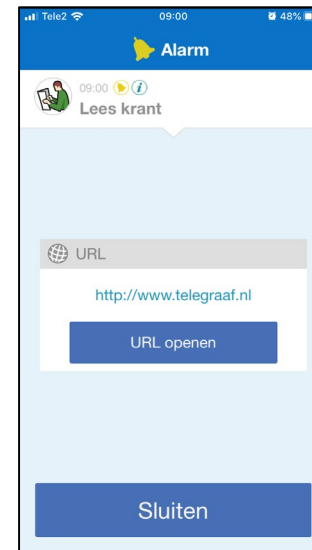 Tele2 09:00 48%
Alarm
09:00 i
Lees krant
URL
http://www.telegraaf.nl
URL openen
Sluiten